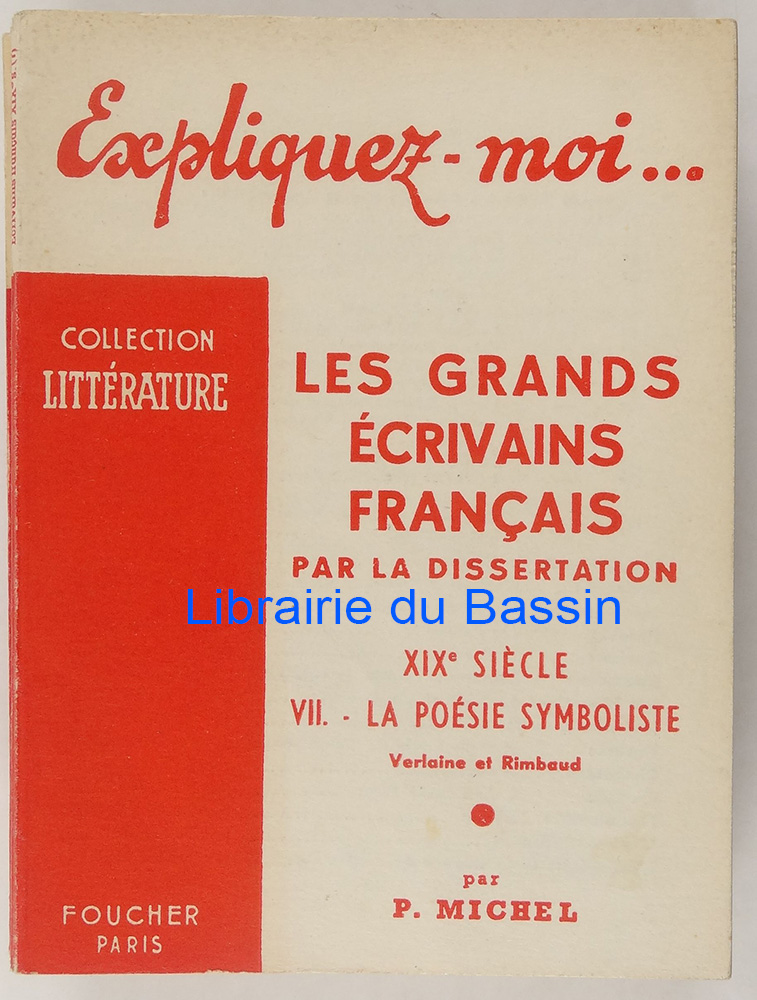 Expliquez-moi...
COLLECTION
LITTÉRATURE
LES GRANDS
ÉCRIVAINS
FRANÇAIS
PAR LA DISSERTATION
Librairie du Bassin
XIXe SIÈCLE
VII. - LA POÉSIE SYMBOLISTE
Verlaine et Rimbaud
par
P. MICHEL
FOUCHER
PARIS